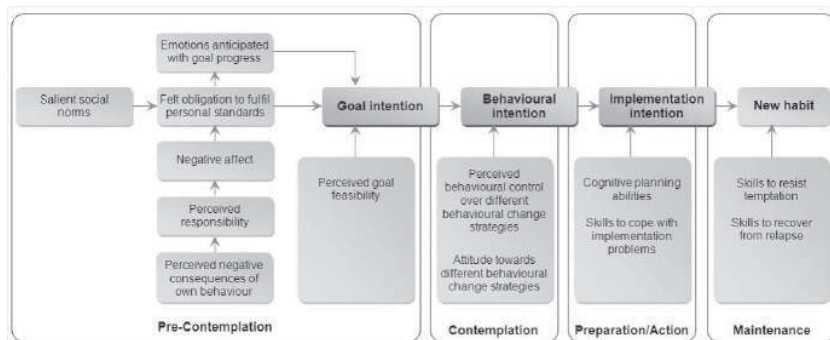 Emotions anticipated
with goal progress
Salient social
norms
Felt obligation to fulfil
personal standards
Goal intention
Behavioural
intention
Implementation
intention
New habit
Negative affect
Perceived
responsibility
Perceived negative
consequences of
own behaviour
Perceived goal
feasibility
Perceived
behavioural control
over different
behavioural change
strategies
Attitude towards
different behavioural
change strategies
Cognitive planning
abilities
Skills to cope with
implementation
problems
Skills to resist
temptation
Skills to recover
from relapse
Pre-Contemplation
Contemplation
Preparation/Action
Maintenance